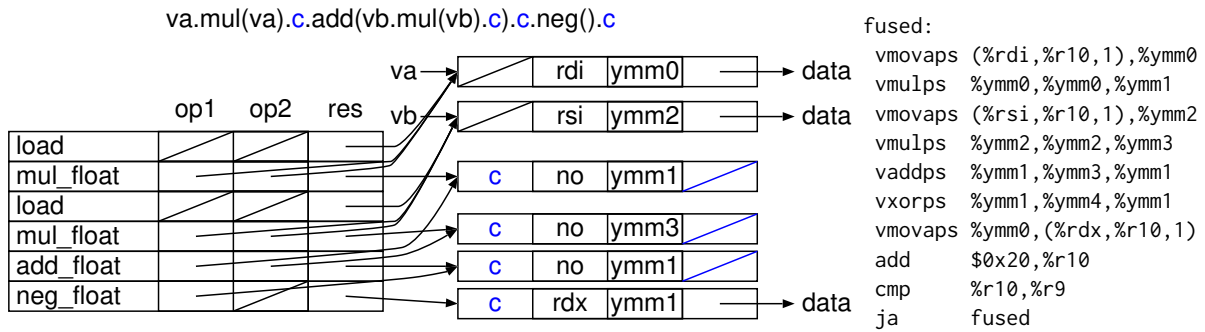 va.mul(va).c.add(vb.mul(vb).c).c.neg().c
va rdi ymm0 data
op1 op2 res vb rsi ymm2 data
load
mul_float c no ymm1
load
mul_float c no ymm3
add_float c no ymm1
neg_float c rdx ymm1 data
fused:
vmovaps (%rdi,%r10,1),%ymm0
vmulps %ymm0,%ymm0,%ymm1
vmovaps (%rsi,%r10,1),%ymm2
vmulps %ymm2,%ymm2,%ymm3
vaddps %ymm1,%ymm3,%ymm1
vxorps %ymm1,%ymm4,%ymm1
vmovaps %ymm0,(%rdx,%r10,1)
add $0x20,%r10
cmp %r10,%r9
ja fused